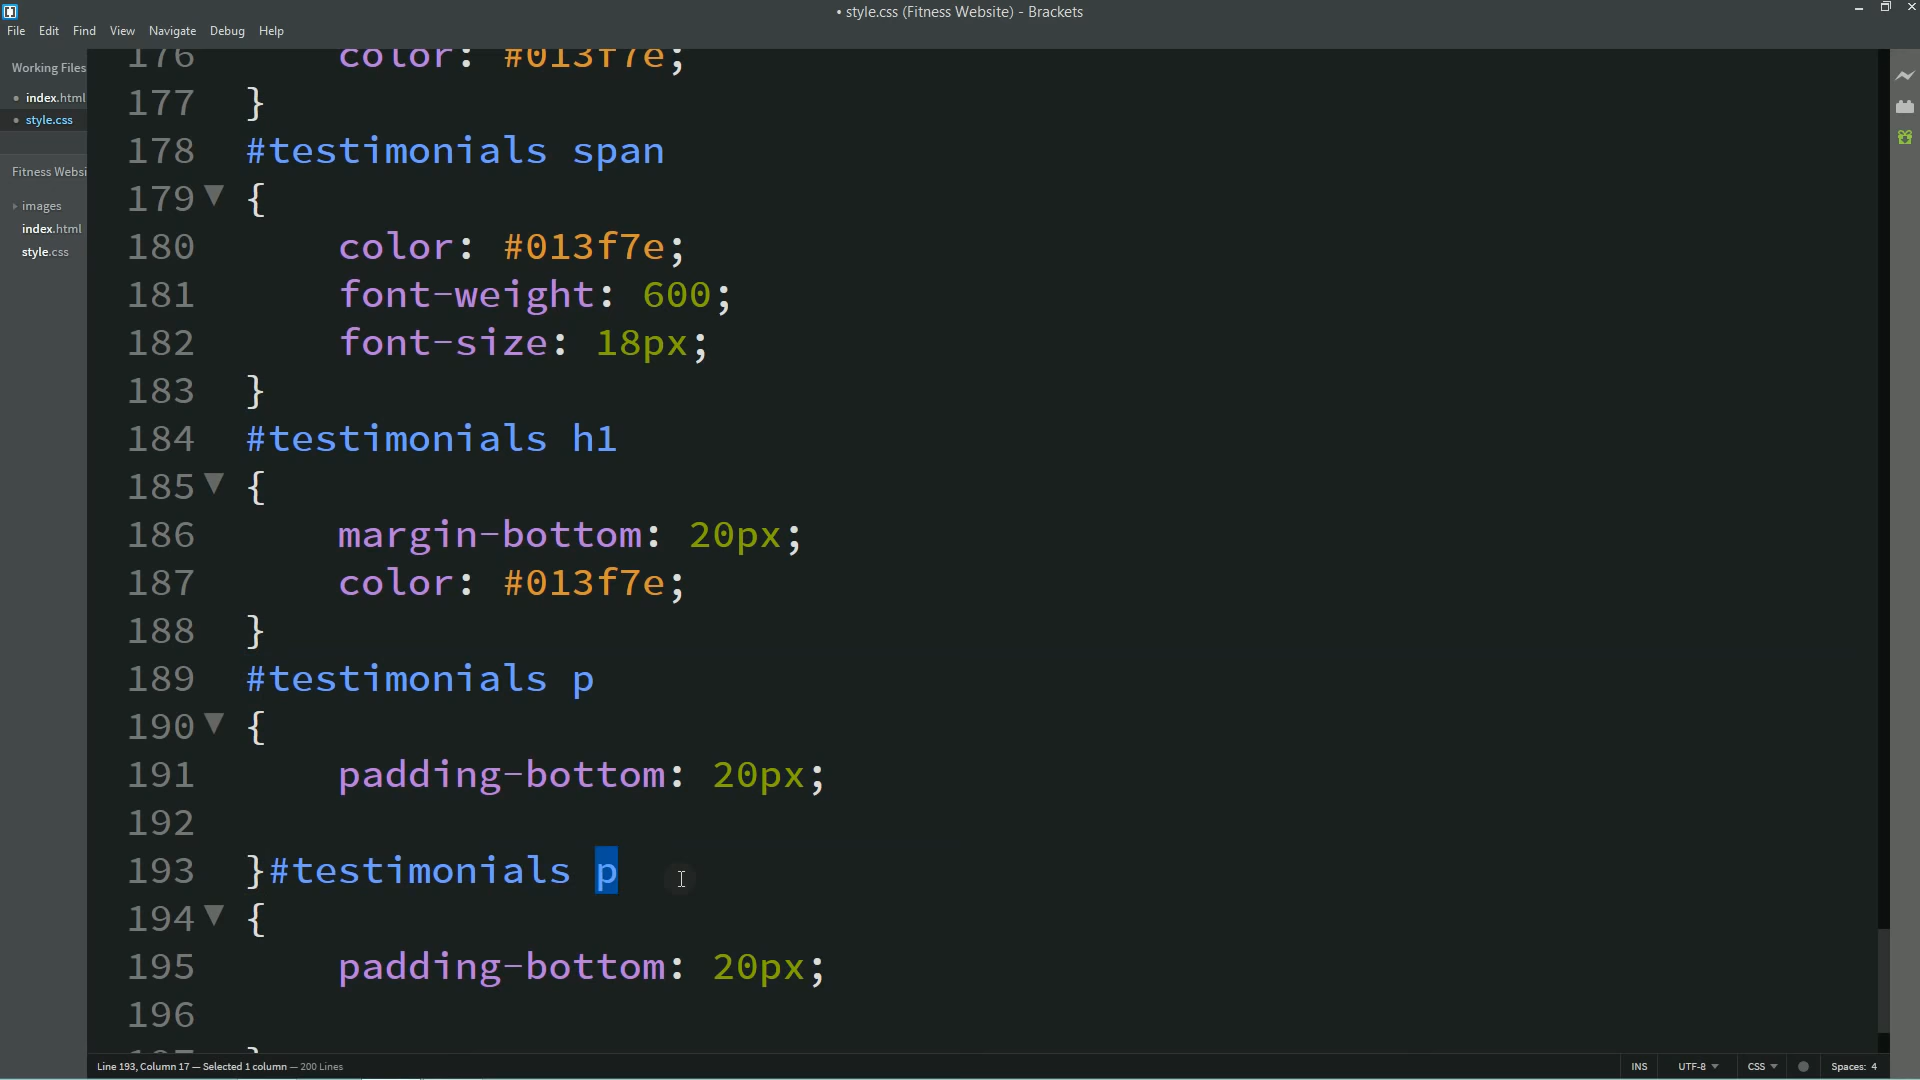 • style.css (Fitness Website) - Brackets
File Edit Find View Navigate Debug Help
Working Files
• index.html
• style.css
Fitness Websi
images
index.html
style.css
176 color: #013f7e;
177 }
178 #testimonials span
179 {
180 color: #013f7e;
181 font-weight: 600;
182 font-size: 18px;
183 }
184 #testimonials h1
185 {
186 margin-bottom: 20px;
187 color: #013f7e;
188 }
189 #testimonials p
190 {
191 padding-bottom: 20px;
192
193 }#testimonials p
194 {
195 padding-bottom: 20px;
196
Line 193, Column 17 — Selected 1 column — 200 Lines
INS UTF-8 CSS Spaces: 4